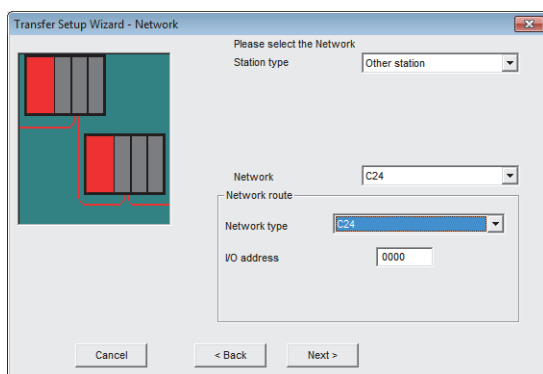 Transfer Setup Wizard - Network
Please select the Network
Station type Other station
Network C24
Network route
Network type C24
I/O address 0000
Cancel < Back Next >